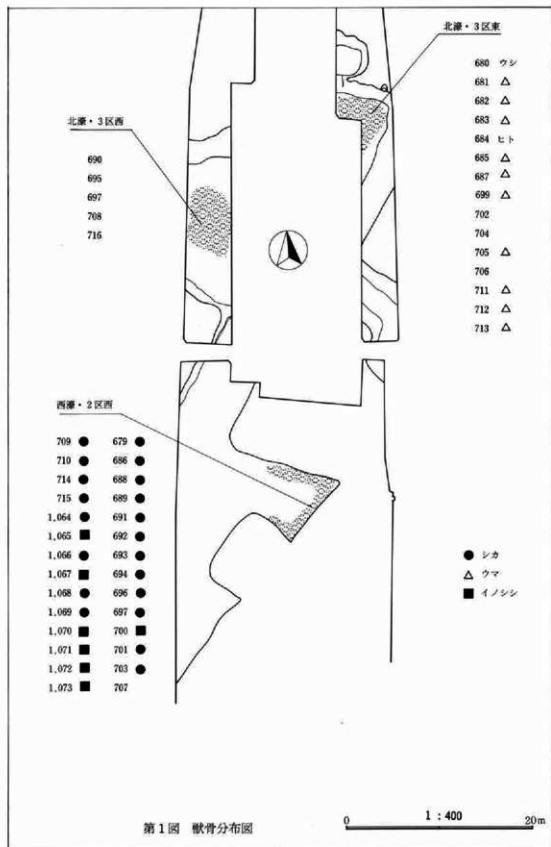 北濠・3区東
680 ウシ
681 △
682 △
683 △
684 ヒト
685 △
687 △
699 △
702
704
705 △
706
711 △
712 △
713 △
北濠・3区西
690
695
697
708
716
西濠・2区西
709 ● 679 ●
710 ● 686 ●
714 ● 688 ●
715 ● 689 ●
1,064 ● 691 ●
1,065 ■ 692 ●
1,066 ● 693 ●
1,067 ■ 694 ●
1,068 ● 696 ●
1,069 ● 697 ●
1,070 ■ 700 ■
1,071 ■ 701 ●
1,072 ■ 703 ●
1,073 ■ 707
● シカ
△ ウマ
■ イノシシ
第1図 獣骨分布図
1:400
0 20m